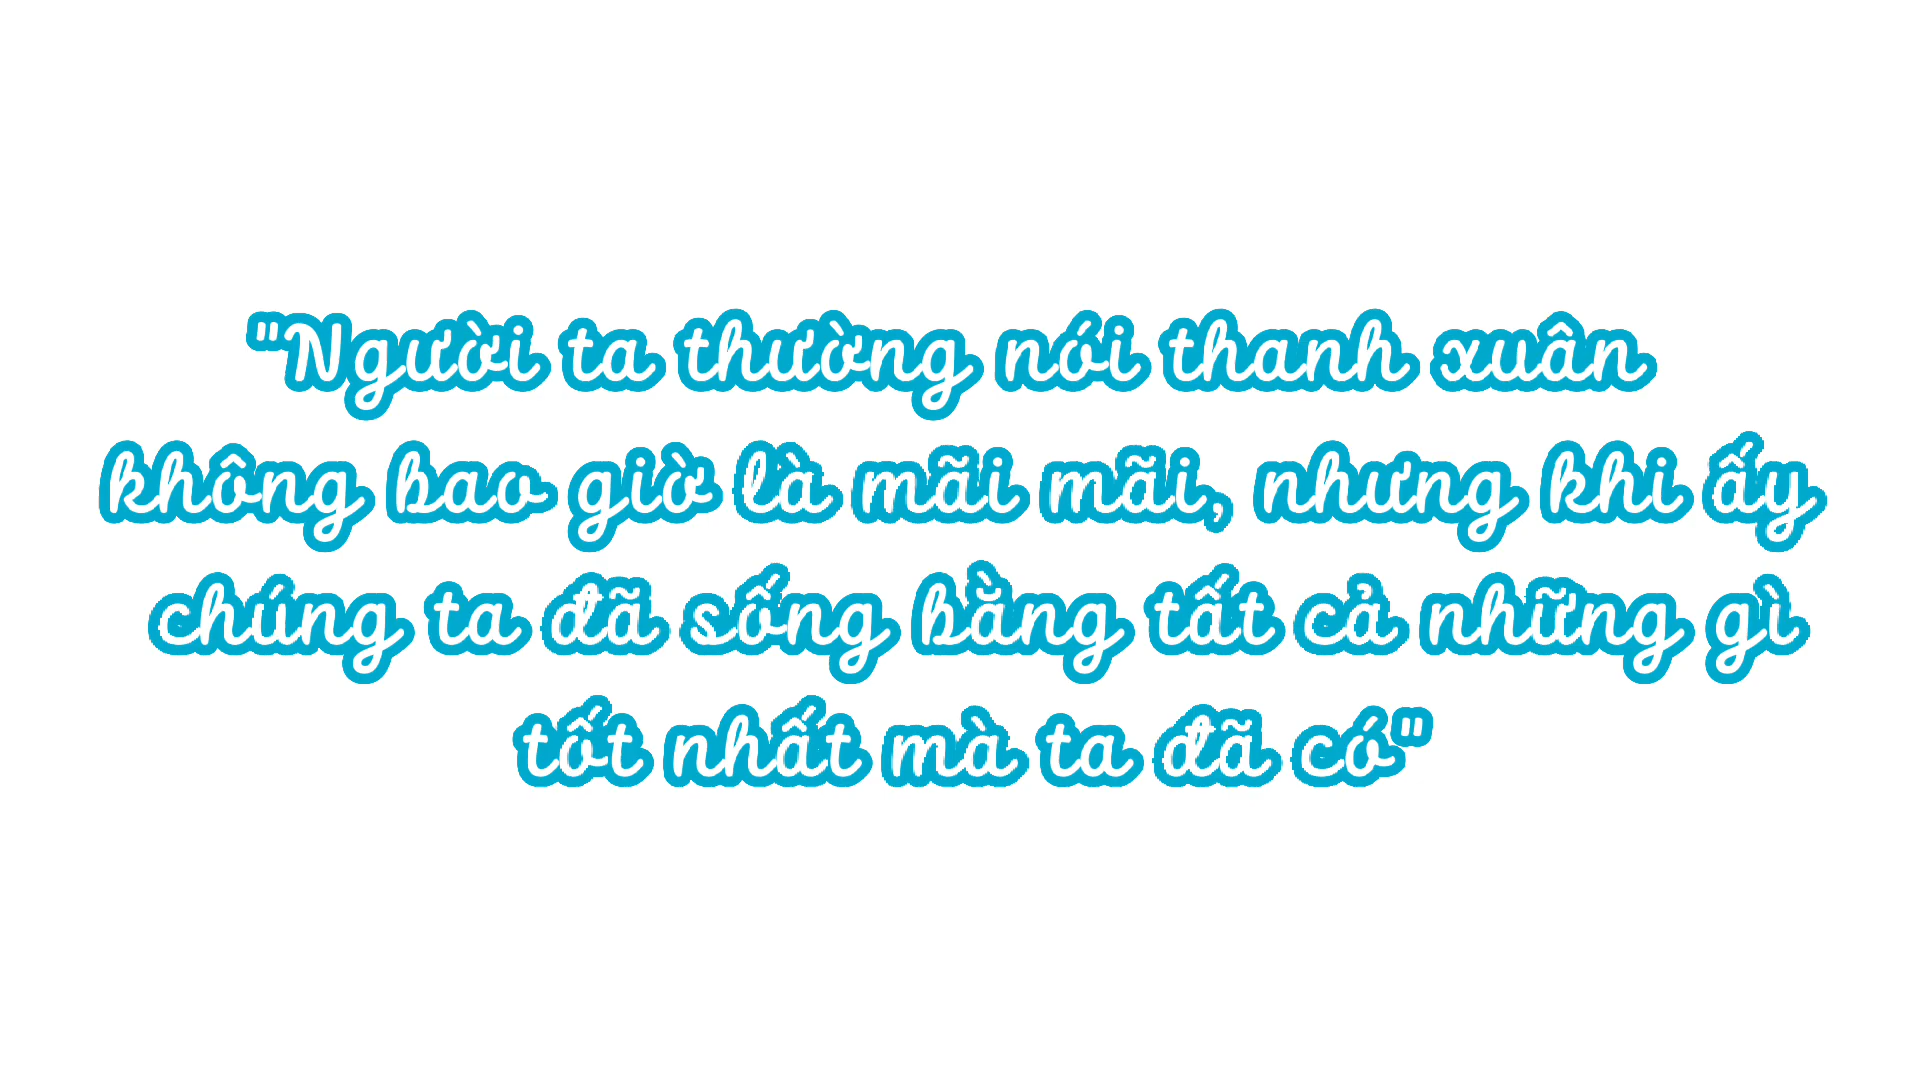 "Người ta thường nói thanh xuân
không bao giờ là mãi mãi, nhưng khi ấy
chúng ta đã sống bằng tất cả những gì
tốt nhất mà ta đã có"